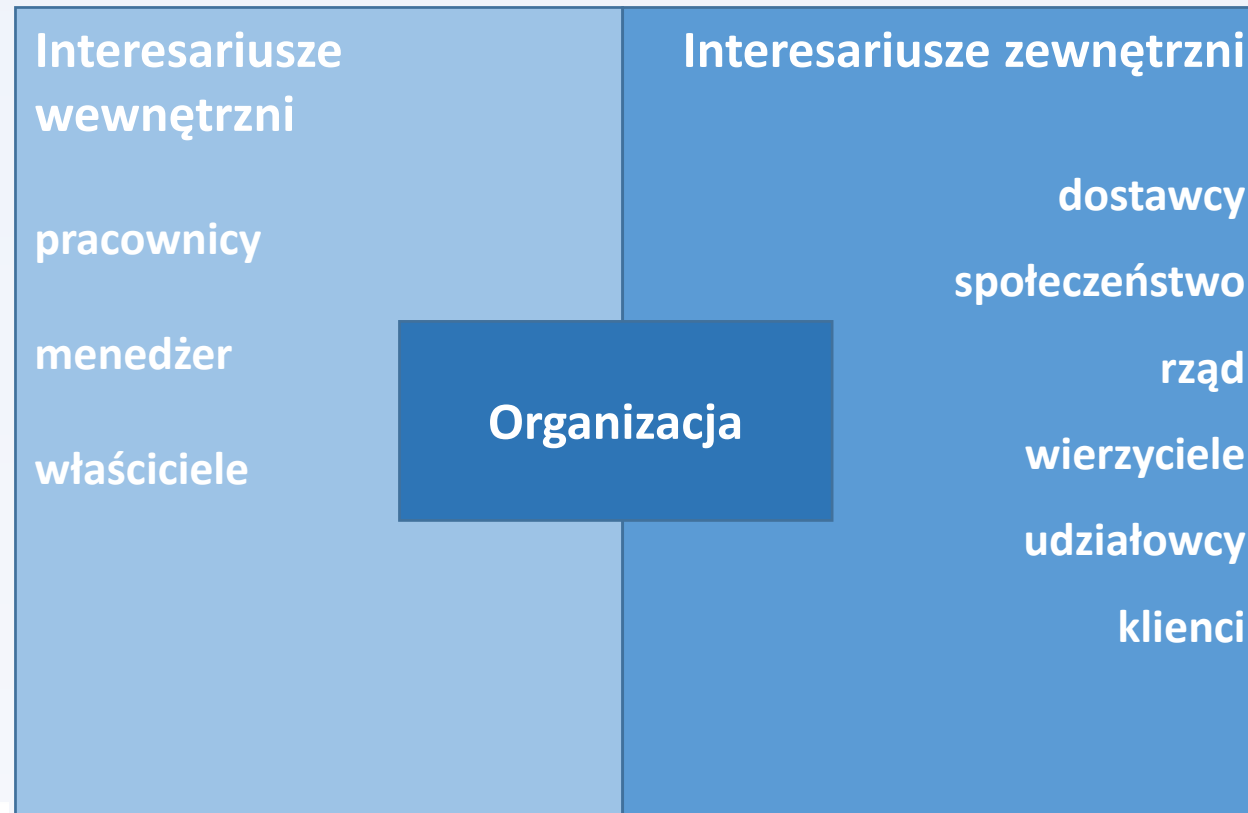 Interesariusze
wewnętrzni
pracownicy
menedżer
właściciele
Organizacja
Interesariusze zewnętrzni
dostawcy
społeczeństwo
rząd
wierzyciele
udziałowcy
klienci